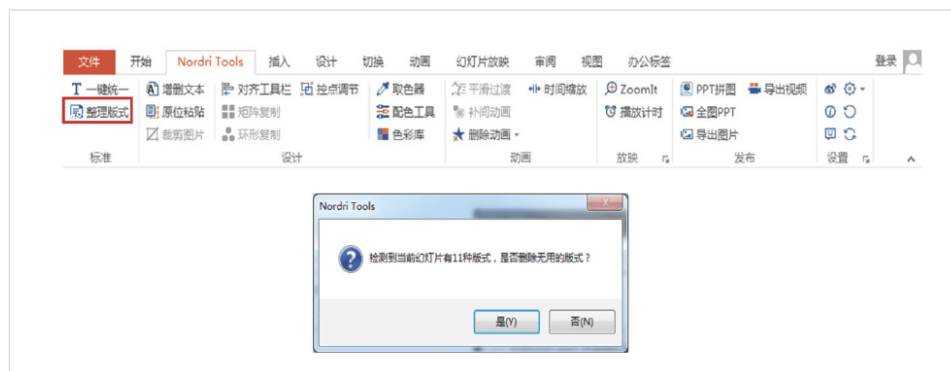 文件 开始 Nordri Tools 插入 设计 切换 动画 幻灯片放映 审阅 视图 办公标签 登录
一键统一 增删文本 对齐工具栏 控点调节 取色器 平滑过渡 时间缩放 ZoomIt PPT拼图 导出视频
整理版式 原位粘贴 矩阵复制 配色工具 补间动画 播放计时 全图PPT
裁剪图片 环形复制 色彩库 删除动画 导出图片
标准 设计 动画 放映 发布 设置
Nordri Tools
检测到当前幻灯片有11种版式，是否删除无用的版式？
是(Y) 否(N)